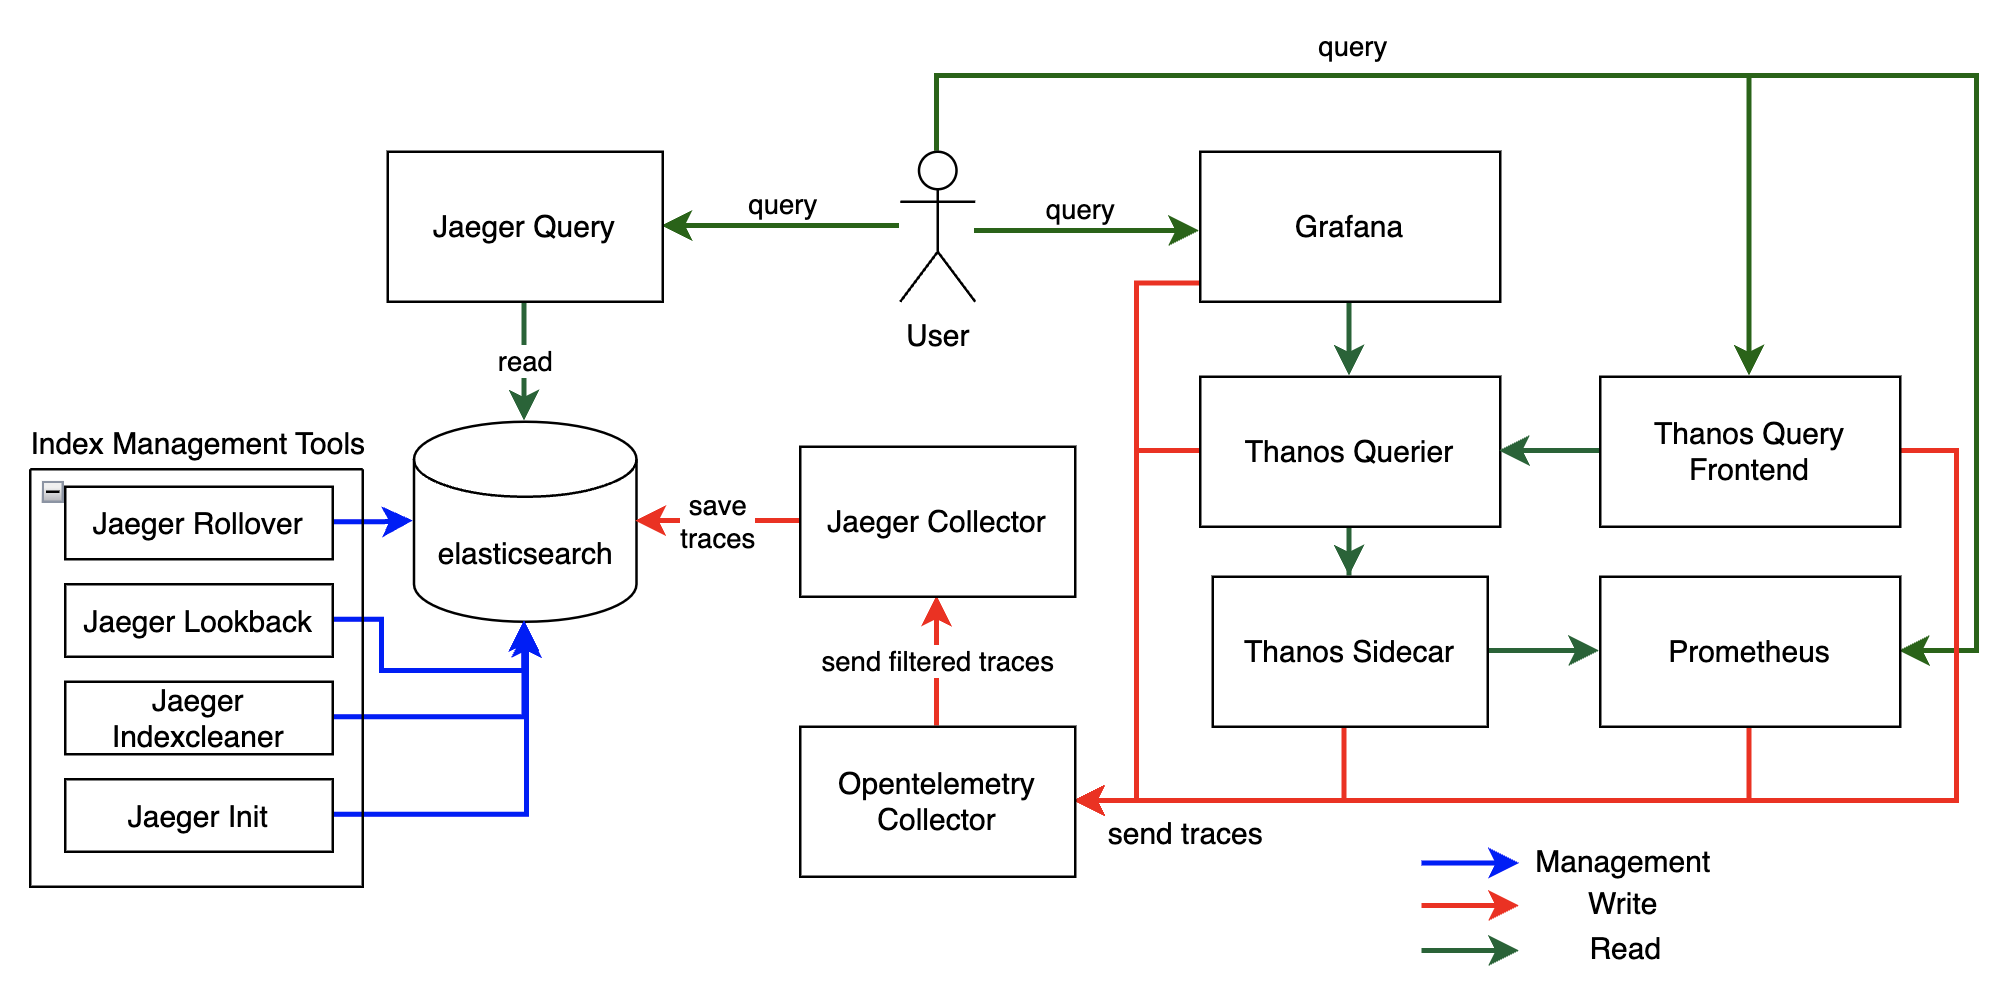 query
Jaeger Query
query
query
Grafana
User
read
Thanos Querier
Thanos Query
Frontend
Index Management Tools
Jaeger Rollover
Jaeger Lookback
Jaeger
Indexcleaner
Jaeger Init
elasticsearch
save
traces
Jaeger Collector
send filtered traces
Thanos Sidecar
Prometheus
Opentelemetry
Collector
send traces
Management
Write
Read